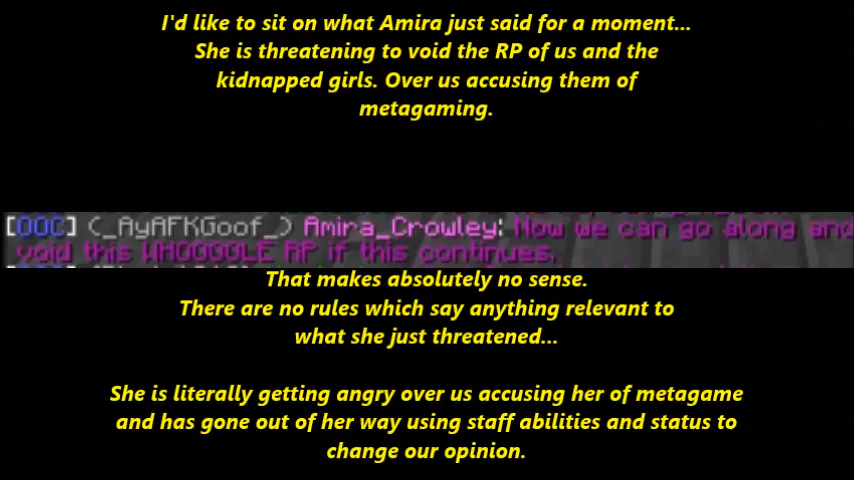 I'd like to sit on what Amira just said for a moment...
She is threatening to void the RP of us and the
kidnapped girls. Over us accusing them of
metagaming.
[OOC] (_AyAFKGoof_) Amira_Crowley: Now we can go along and
void this WHOOOOLE RP if this continues.
That makes absolutely no sense.
There are no rules which say anything relevant to
what she just threatened...
She is literally getting angry over us accusing her of metagame
and has gone out of her way using staff abilities and status to
change our opinion.